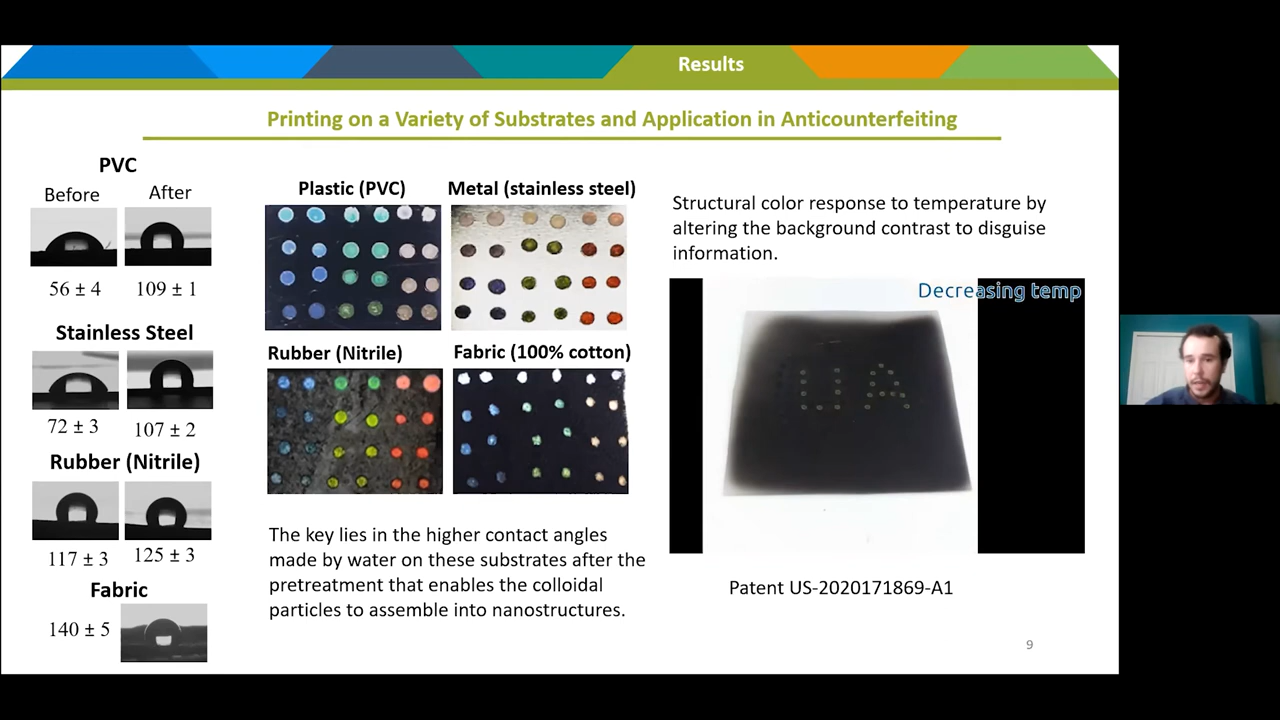 Results
Printing on a Variety of Substrates and Application in Anticounterfeiting
PVC
Before
After
56 ± 4
109 ± 1
Stainless Steel
72 ± 3
107 ± 2
Rubber (Nitrile)
117 ± 3
125 ± 3
Fabric
140 ± 5
Plastic (PVC)
Metal (stainless steel)
Rubber (Nitrile)
Fabric (100% cotton)
The key lies in the higher contact angles
made by water on these substrates after the
pretreatment that enables the colloidal
particles to assemble into nanostructures.
Structural color response to temperature by
altering the background contrast to disguise
information.
Decreasing temp
UA
Patent US-2020171869-A1
9